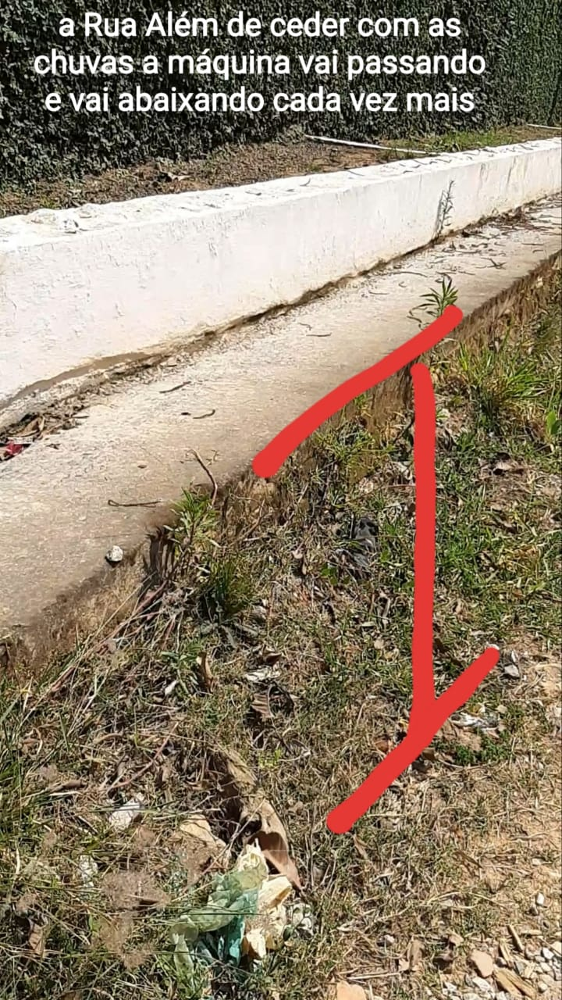 a Rua Além de ceder com as
chuvas a máquina vai passando
e vai abaixando cada vez mais